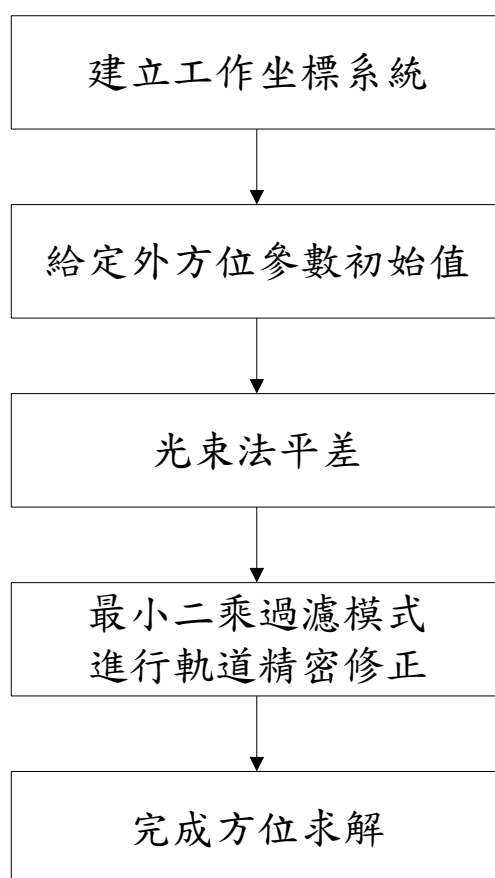 建立工作坐標系統
給定外方位參數初始值
光束法平差
最小二乘過濾模式
進行軌道精密修正
完成方位求解